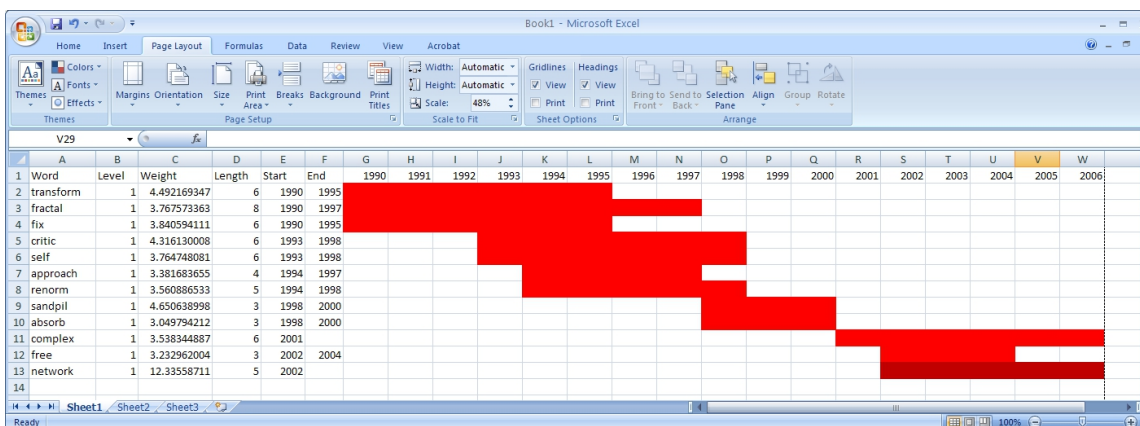 Book1 - Microsoft Excel
Home Insert Page Layout Formulas Data Review View Acrobat
Colors Width: Automatic Gridlines Headings
Aa A Fonts Height: Automatic View View
Themes Effects Margins Orientation Size Print Area Breaks Background Print Titles Scale: 48% Print Print Bring to Front Send to Back Selection Pane Align Group Rotate
Themes Page Setup Scale to Fit Sheet Options Arrange
V29 fx
A B C D E F G H I J K L M N O P Q R S T U V W
1 Word Level Weight Length Start End 1990 1991 1992 1993 1994 1995 1996 1997 1998 1999 2000 2001 2002 2003 2004 2005 2006
2 transform 1 4.492169347 6 1990 1995
3 fractal 1 3.767573363 8 1990 1997
4 fix 1 3.840594111 6 1990 1995
5 critic 1 4.316130008 6 1993 1998
6 self 1 3.764748081 6 1993 1998
7 approach 1 3.381683655 4 1994 1997
8 renorm 1 3.560886533 5 1994 1998
9 sandpil 1 4.650638998 3 1998 2000
10 absorb 1 3.049794212 3 1998 2000
11 complex 1 3.538344887 6 2001
12 free 1 3.232962004 3 2002 2004
13 network 1 12.33558711 5 2002
14
Sheet1 Sheet2 Sheet3
Ready 100%